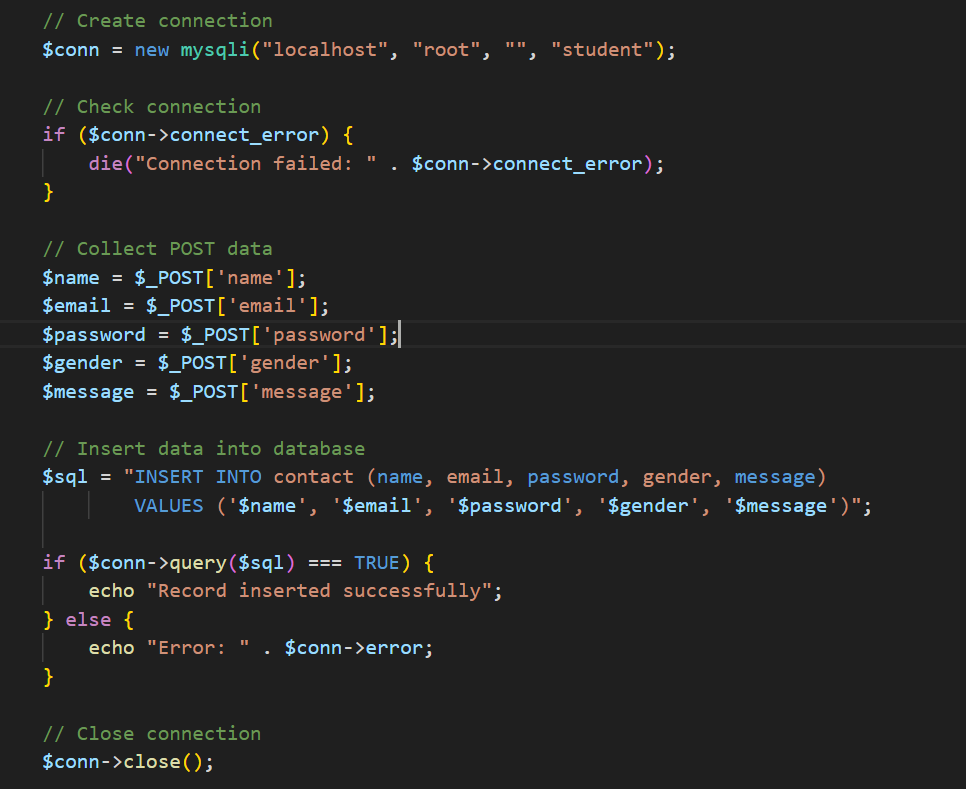 // Create connection
$conn = new mysqli("localhost", "root", "", "student");
// Check connection
if ($conn->connect_error) {
die("Connection failed: " . $conn->connect_error);
}
// Collect POST data
$name = $_POST['name'];
$email = $_POST['email'];
$password = $_POST['password'];
$gender = $_POST['gender'];
$message = $_POST['message'];
// Insert data into database
$sql = "INSERT INTO contact (name, email, password, gender, message)
VALUES ('$name', '$email', '$password', '$gender', '$message')";
if ($conn->query($sql) === TRUE) {
echo "Record inserted successfully";
} else {
echo "Error: " . $conn->error;
}
// Close connection
$conn->close();